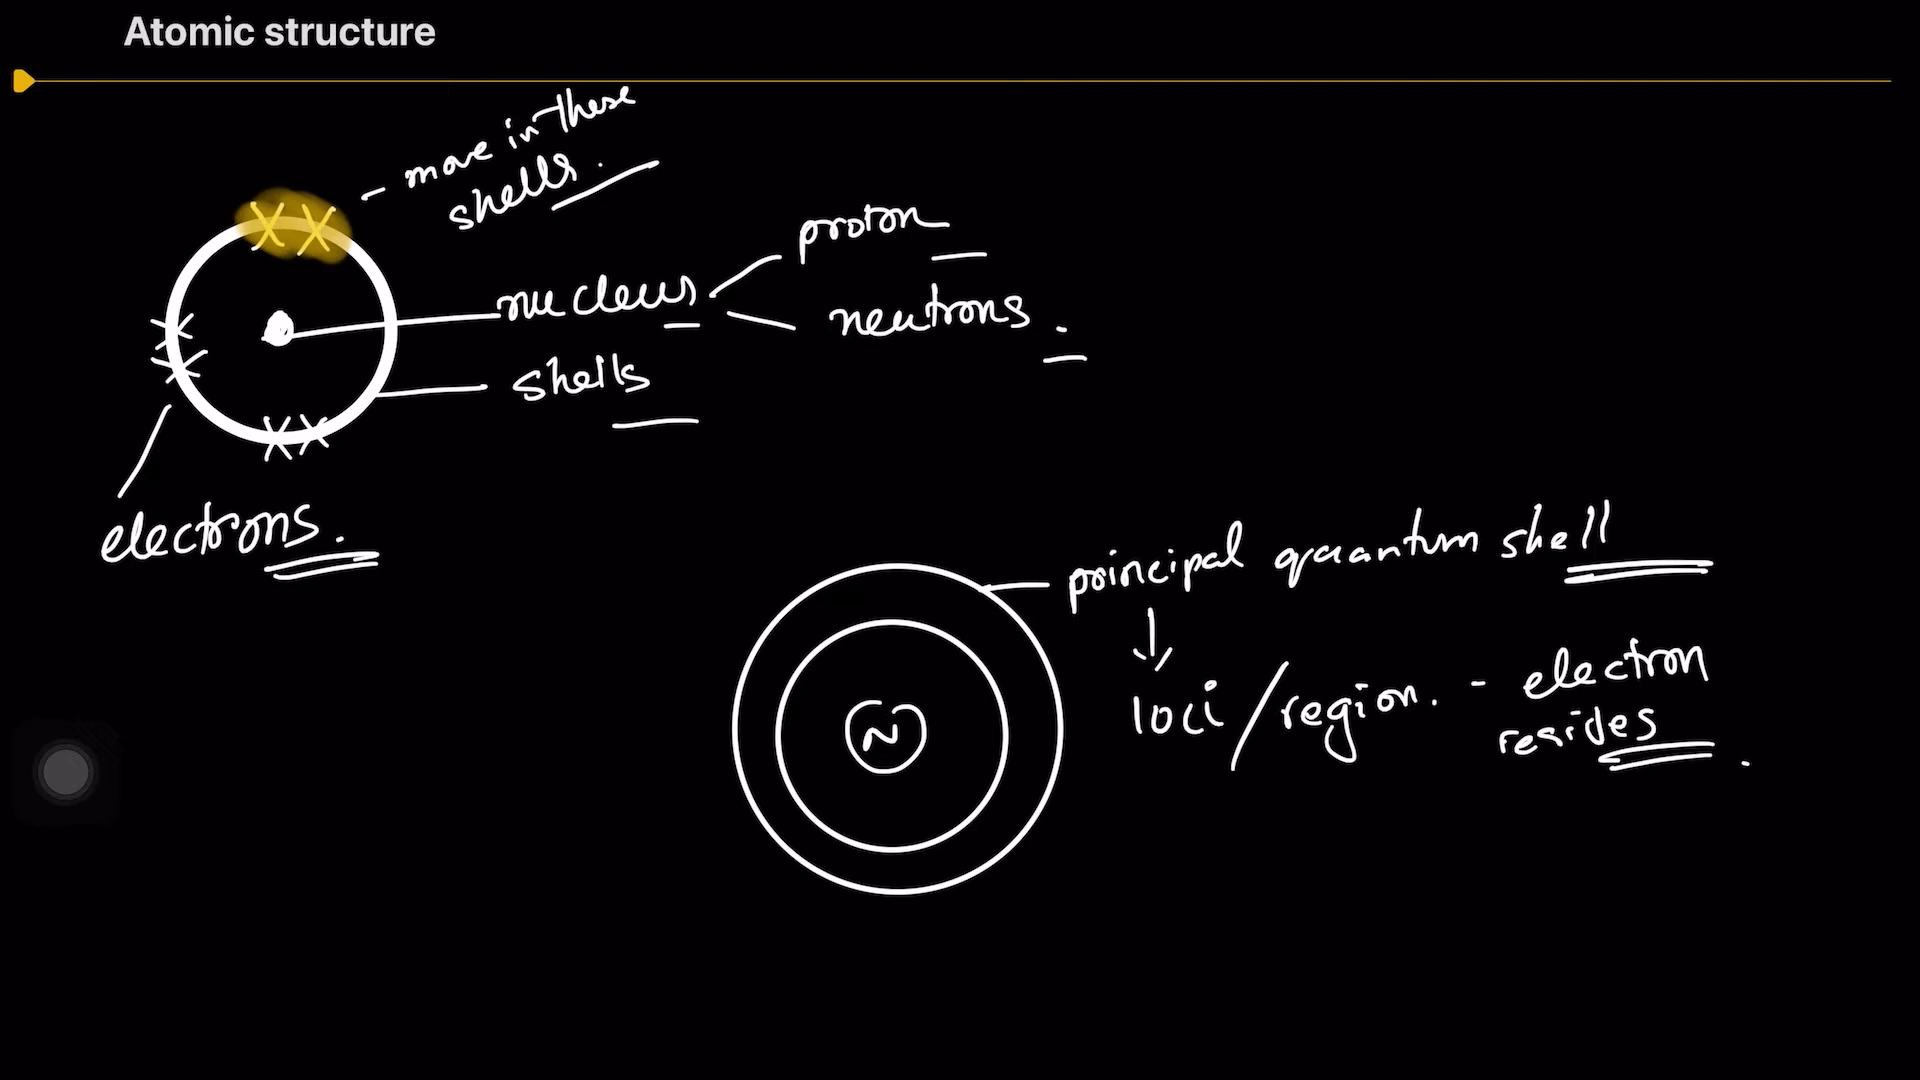 Atomic structure
- move in these
shells.
proton
nucleus
neutrons.
shells
electrons.
principal quantum shell
loci/region. - electron
resides.
N